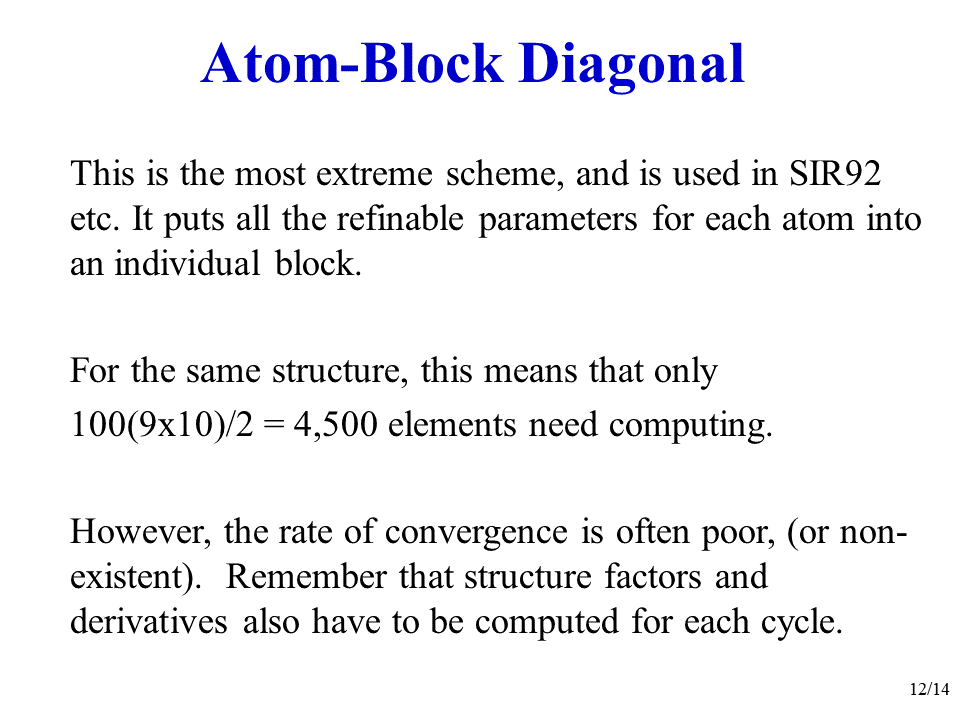 Atom-Block Diagonal
This is the most extreme scheme, and is used in SIR92
etc. It puts all the refinable parameters for each atom into
an individual block.
For the same structure, this means that only
100(9x10)/2 = 4,500 elements need computing.
However, the rate of convergence is often poor, (or non-
existent).  Remember that structure factors and
derivatives also have to be computed for each cycle.
12/14